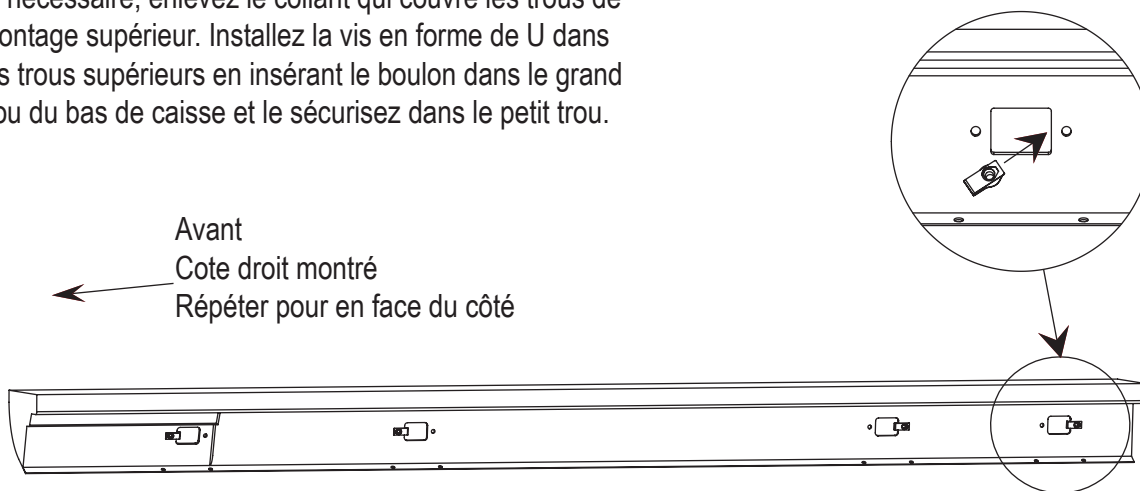 nécessaire, enlevez le collant qui couvre les trous de
ontage supérieur. Installez la vis en forme de U dans
s trous supérieurs en insérant le boulon dans le grand
ou du bas de caisse et le sécurisez dans le petit trou.
Avant
Cote droit montré
Répéter pour en face du côté